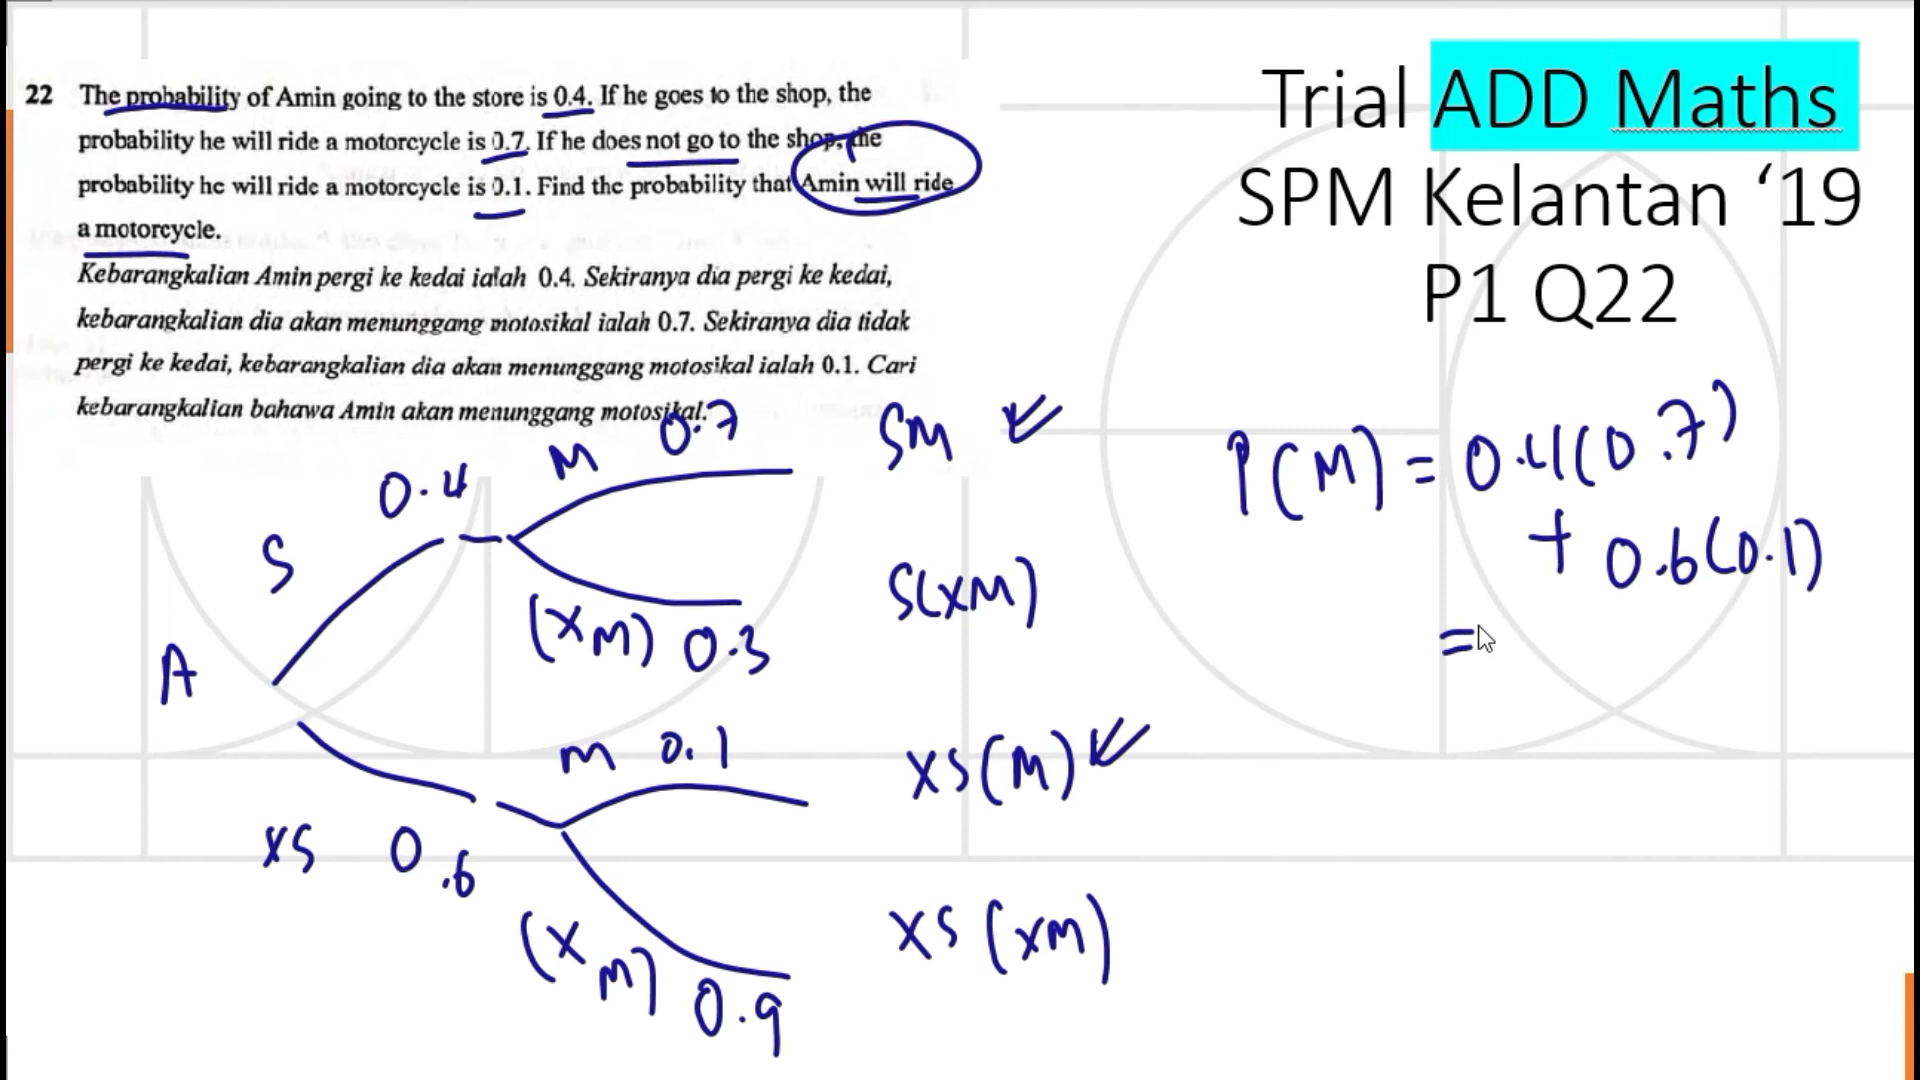 Trial ADD Maths
SPM Kelantan ‘19
P1 Q22
22 The probability of Amin going to the store is 0.4. If he goes to the shop, the
probability he will ride a motorcycle is 0.7. If he does not go to the shop, the
probability he will ride a motorcycle is 0.1. Find the probability that Amin will ride
a motorcycle.
Kebarangkalian Amin pergi ke kedai ialah 0.4. Sekiranya dia pergi ke kedai,
kebarangkalian dia akan menunggang motosikal ialah 0.7. Sekiranya dia tidak
pergi ke kedai, kebarangkalian dia akan menunggang motosikal ialah 0.1. Cari
kebarangkalian bahawa Amin akan menunggang motosikal.
A
S 0.4
M 0.7 SM
(XM) 0.3 S(XM)
XS 0.6
M 0.1 XS(M)
(XM) 0.9 XS (XM)
P(M) = 0.4(0.7)
+ 0.6(0.1)
=